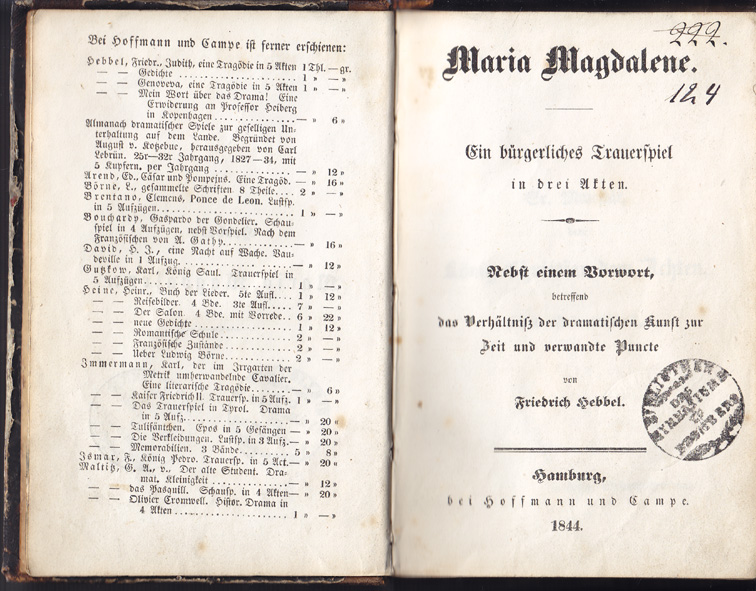 Bei Hoffmann und Campe ist ferner erschienen:
Hebbel, Friedr., Judith, eine Tragödie in 5 Akten 1 Thl. — gr.
— — Gedichte 1 » — »
— — Genoveva, eine Tragödie in 5 Akten 1 » — »
— — Mein Wort über das Drama! Eine
Erwiderung an Professor Heiberg
in Kopenhagen — » 6 »
Almanach dramatischer Spiele zur geselligen Un-
terhaltung auf dem Lande. Begründet von
August v. Kotzebue, herausgegeben von Carl
Lebrün. 25r—32r Jahrgang, 1827—34, mit
5 Kupfern. per Jahrgang — » 12 »
Arend, Ed., Cäsar und Pompejus. Eine Tragöd. — » 16 »
Börne, L., gesammelte Schriften 8 Theile. 2 » — »
Brentano, Clemens, Ponce de Leon. Lustsp.
in 5 Aufzügen. 1 » — »
Bouchardy, Gaspardo der Gondelier. Schau-
spiel in 4 Aufzügen, nebst Vorspiel. Nach dem
Französischen von A. Gathy. — » 16 »
David, H. J., eine Nacht auf Wache. Vau-
deville in 1 Aufzug. — » 12 »
Gutzkow, Karl, König Saul. Trauerspiel in
5 Aufzügen. 1 » — »
Heine, Heinr., Buch der Lieder. 5te Aufl. 1 » 12 »
— — Reisebilder. 4 Bde. 3te Aufl. 7 » — »
— — Der Salon. 4 Bde. mit Vorrede. 6 » 22 »
— — neue Gedichte 1 » 12 »
— — Romantische Schule 2 » — »
— — Französische Zustände 2 » — »
— — Ueber Ludwig Börne 2 » — »
Immermann, Karl, der im Irrgarten der
Metrik umherwandelnde Cavalier.
Eine literarische Tragödie — » 6 »
— — Kaiser Friedrich II. Trauersp. in 5 Aufz. 1 » — »
— — Das Trauerspiel in Tyrol. Drama
in 5 Aufz. — » 20 »
— — Tulifäntchen. Epos in 5 Gesängen — » 20 »
— — Die Verkleidungen. Lustsp. in 3 Aufz. — » 20 »
— — Memorabilien. 3 Bände. 5 » 8 »
Ismar, F. König Pedro. Trauersp. in 5 Act. — » 20 »
Maltitz, G. A., v. Der alte Student. Dra-
mat. Kleinigkeit — » 12 »
— — das Pasquill. Schausp. in 4 Akten — » 20 »
— — Olivier Cromwell. Histor. Drama in
4 Akten 1 » — »
222.
Maria Magdalene.
124
Ein bürgerliches Trauerspiel
in drei Akten.
Nebst einem Vorwort,
betreffend
das Verhältniß der dramatischen Kunst zur
Zeit und verwandte Puncte
von
Friedrich Hebbel.
Hamburg,
bei Hoffmann und Campe.
1844.